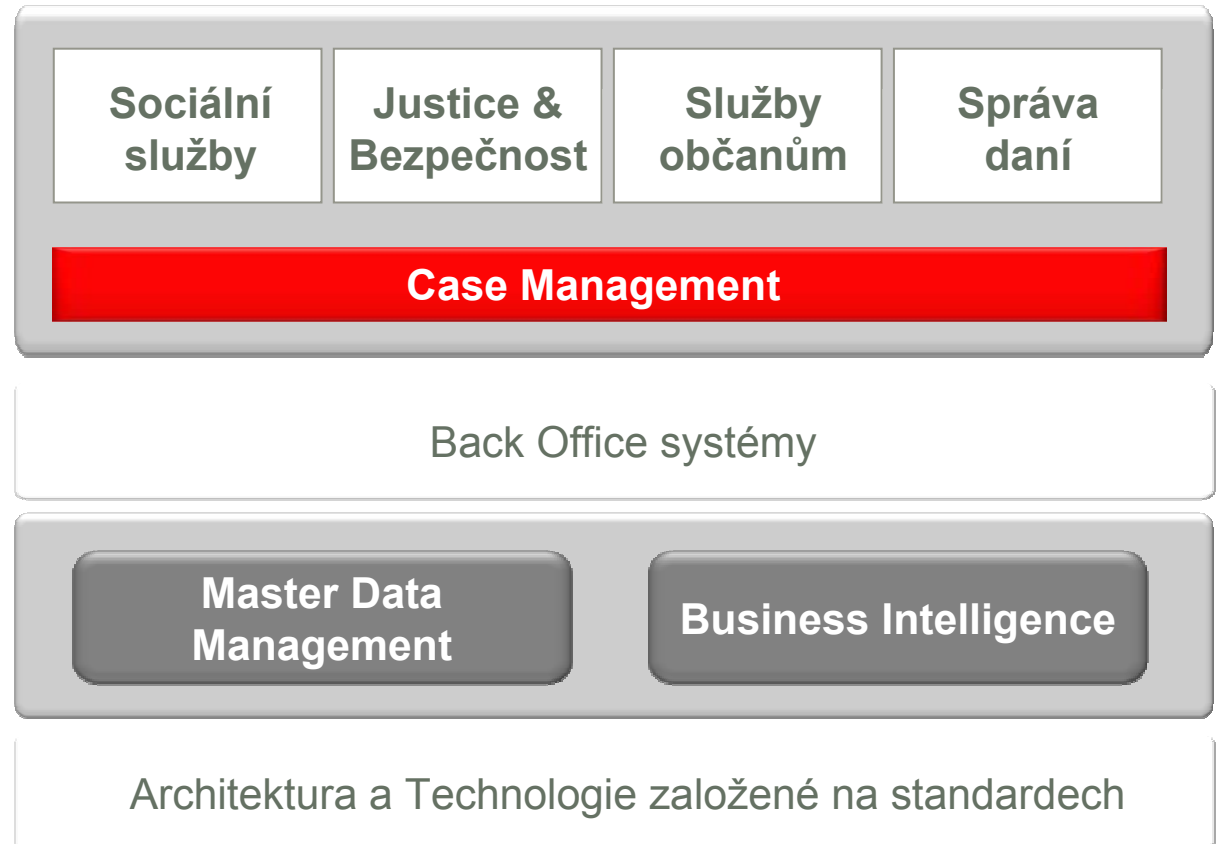 Sociální
služby
Justice &
Bezpečnost
Služby
občanům
Správa
daní
Case Management
Back Office systémy
Master Data
Management
Business Intelligence
Architektura a Technologie založené na standardech